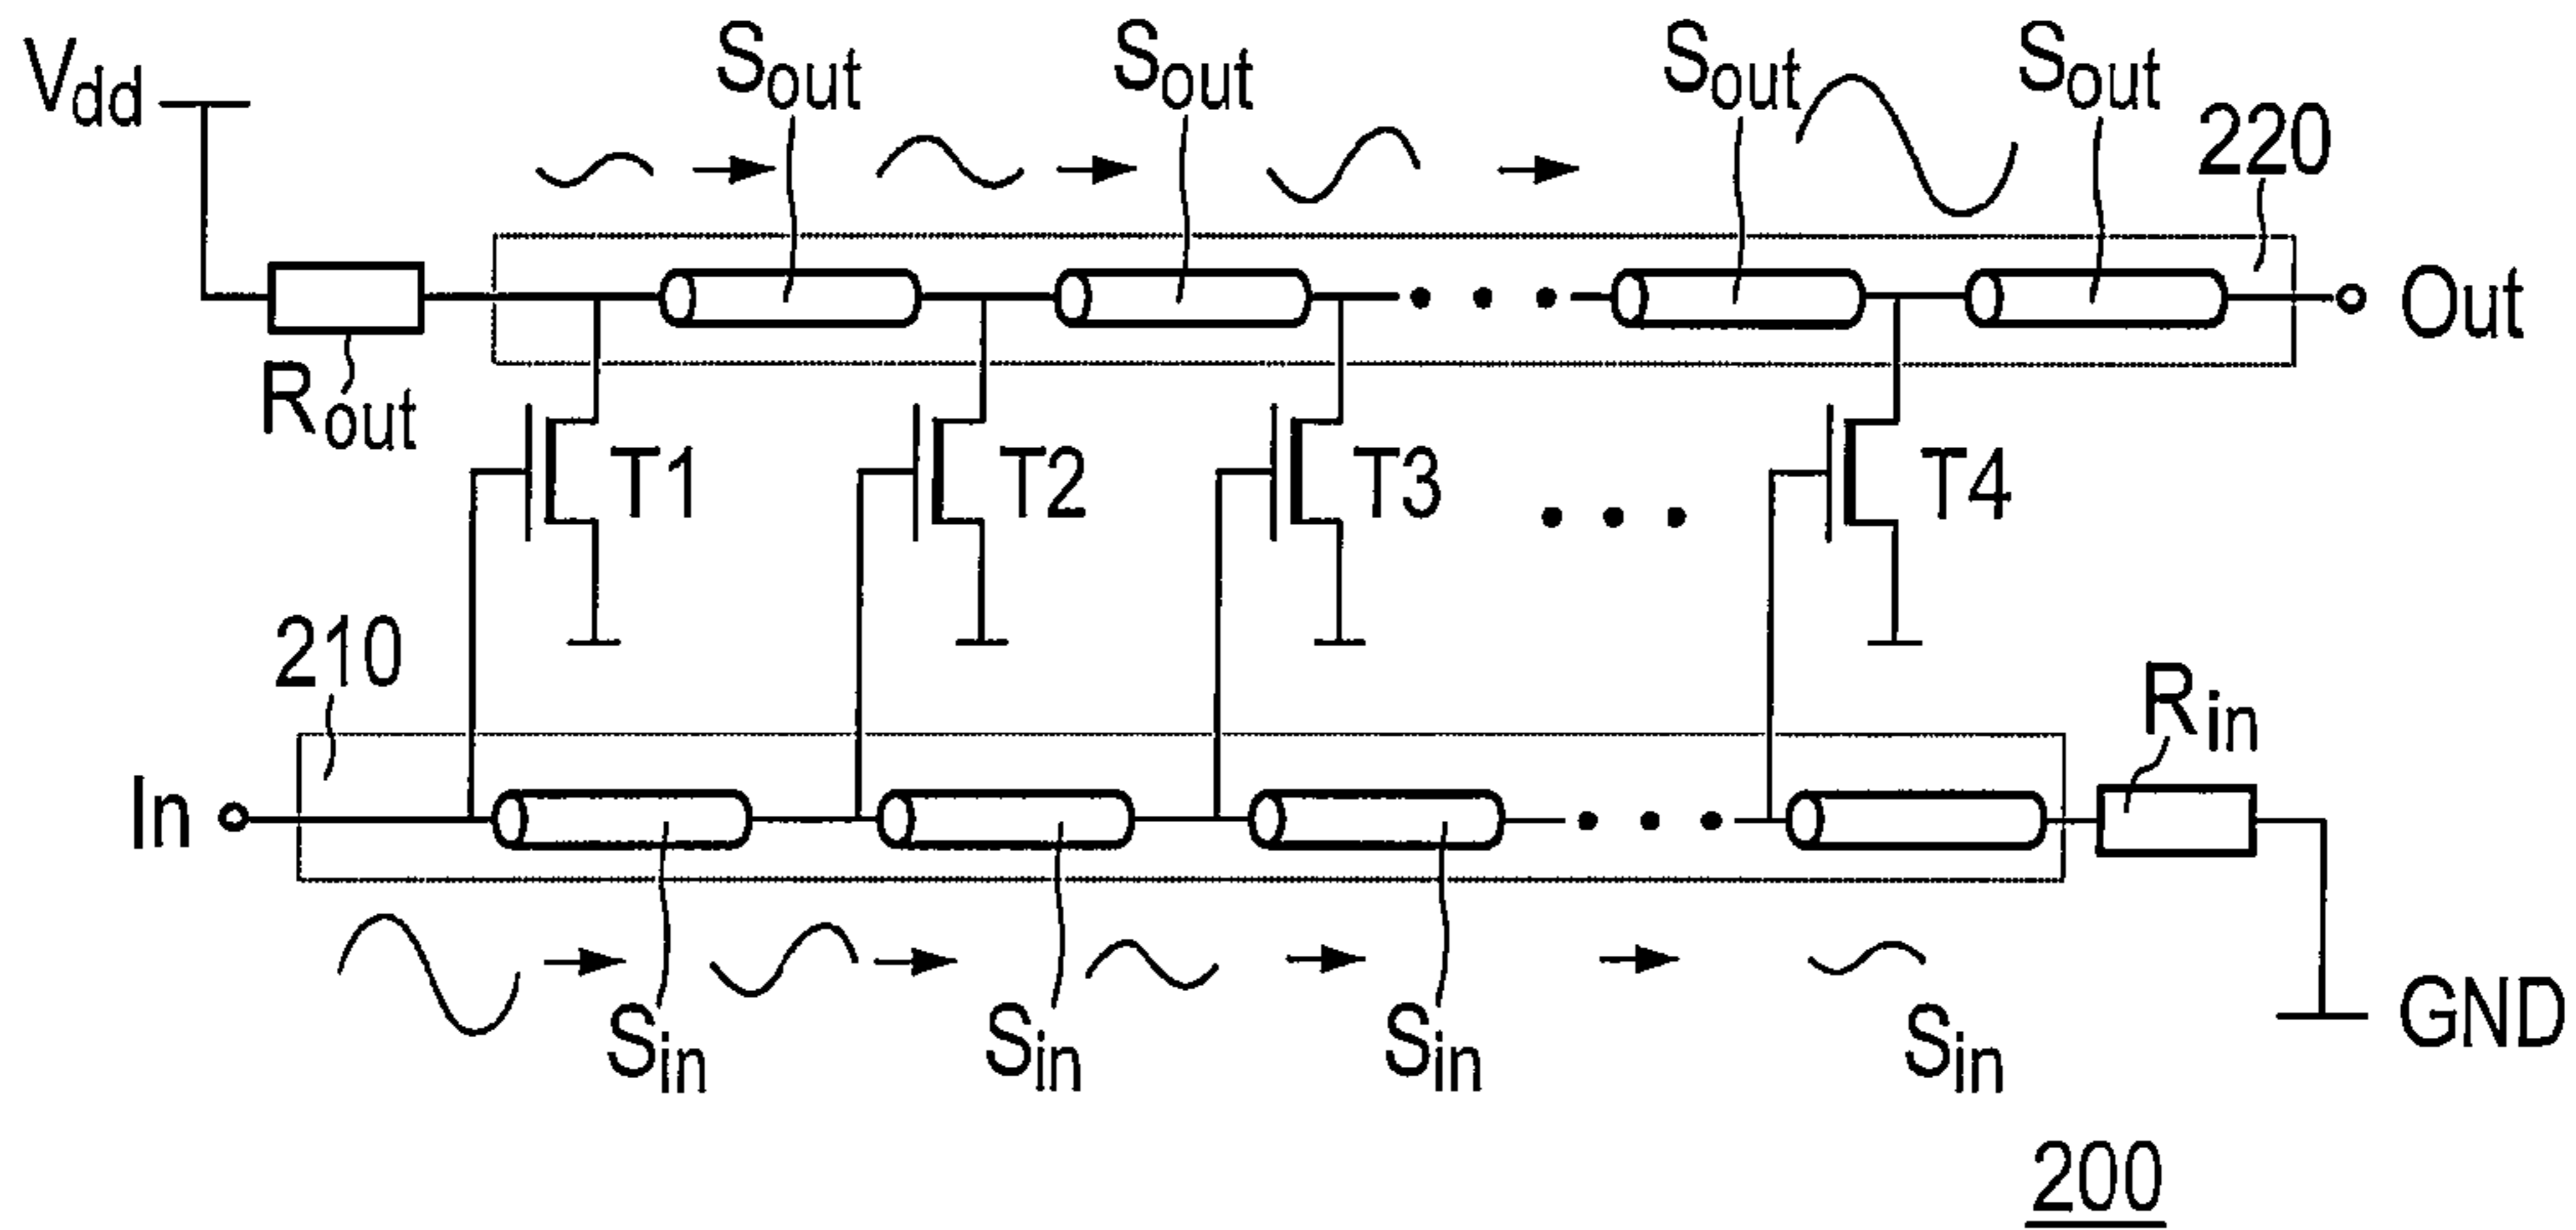 Vdd
Sout
Sout
Sout
Sout
220
Out
Rout
T1
T2
T3
T4
210
Rin
In
Sin
Sin
Sin
Sin
GND
200